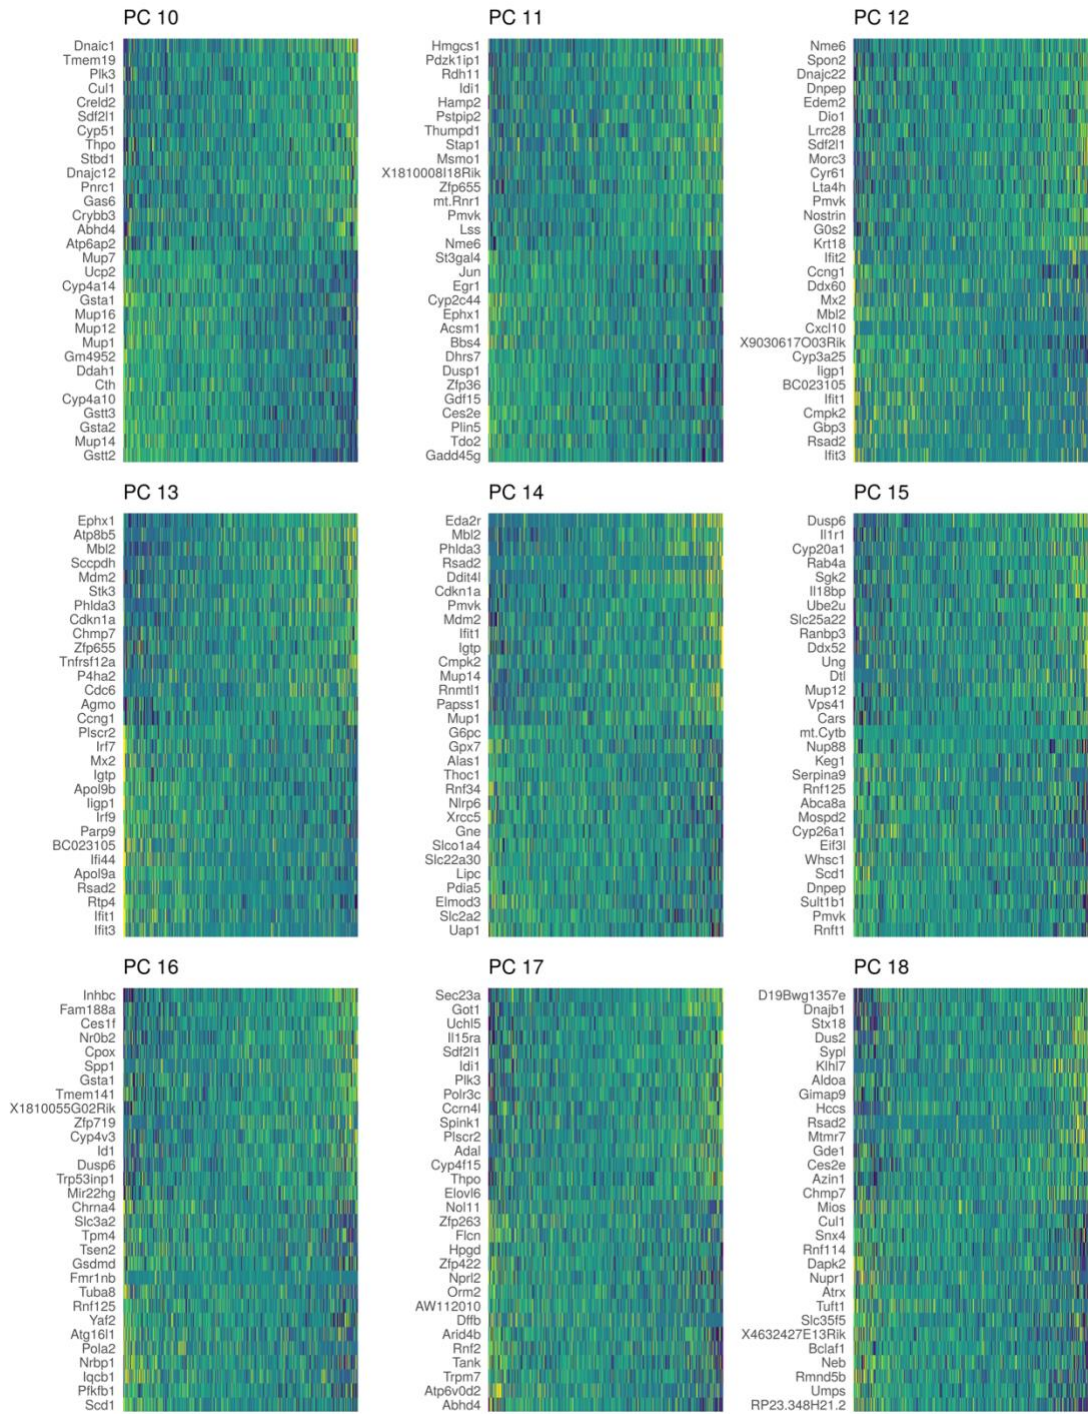 PC 10
Dnaic1
Tmem19
Plk3
Cul1
Creld2
Sdf2l1
Cyp51
Thpo
Stbd1
Dnajc12
Pnrc1
Gas6
Crybb3
Abhd4
Atp6ap2
Mup7
Ucp2
Cyp4a14
Gsta1
Mup16
Mup12
Mup1
Gm4952
Ddah1
Cth
Cyp4a10
Gstt3
Gsta2
Mup14
Gstt2
PC 11
Hmgcs1
Pdzk1ip1
Rdh11
Idi1
Hamp2
Pstpip2
Thumpd1
Stap1
Msmo1
X1810008I18Rik
Zfp655
mt.Rnr1
Pmvk
Lss
Nme6
St3gal4
Jun
Egr1
Cyp2c44
Ephx1
Acsm1
Bbs4
Dhrs7
Dusp1
Zfp36
Gdf15
Ces2e
Plin5
Tdo2
Gadd45g
PC 12
Nme6
Spon2
Dnajc22
Dnpep
Edem2
Dio1
Lrrc28
Sdf2l1
Morc3
Cyr61
Lta4h
Pmvk
Nostrin
G0s2
Krt18
Ifit2
Ccng1
Ddx60
Mx2
Mbl2
Cxcl10
X9030617O03Rik
Cyp3a25
Iigp1
BC023105
Ifit1
Cmpk2
Gbp3
Rsad2
Ifit3
PC 13
Ephx1
Atp8b5
Mbl2
Sccpdh
Mdm2
Stk3
Phlda3
Cdkn1a
Chmp7
Zfp655
Tnfrsf12a
P4ha2
Cdc6
Agmo
Ccng1
Plscr2
Irf7
Mx2
Igtp
Apol9b
Iigp1
Irf9
Parp9
BC023105
Ifi44
Apol9a
Rsad2
Rtp4
Ifit1
Ifit3
PC 14
Eda2r
Mbl2
Phlda3
Rsad2
Ddit4l
Cdkn1a
Pmvk
Mdm2
Ifit1
Igtp
Cmpk2
Mup14
Rnmtl1
Papss1
Mup1
G6pc
Gpx7
Alas1
Thoc1
Rnf34
Nlrp6
Xrcc5
Gne
Slco1a4
Slc22a30
Lipc
Pdia5
Elmod3
Slc2a2
Uap1
PC 15
Dusp6
Il1r1
Cyp20a1
Rab4a
Sgk2
Il18bp
Ube2u
Slc25a22
Ranbp3
Ddx52
Ung
Dtl
Mup12
Vps41
Cars
mt.Cytb
Nup88
Keg1
Serpina9
Rnf125
Abca8a
Mospd2
Cyp26a1
Eif3l
Whsc1
Scd1
Dnpep
Sult1b1
Pmvk
Rnft1
PC 16
Inhbc
Fam188a
Ces1f
Nr0b2
Cpox
Spp1
Gsta1
Tmem141
X1810055G02Rik
Zfp719
Cyp4v3
Id1
Dusp6
Trp53inp1
Mir22hg
Chrna4
Slc3a2
Tpm4
Tsen2
Gsdmd
Fmr1nb
Tuba8
Rnf125
Yaf2
Atg16l1
Pola2
Nrbp1
Iqcb1
Pfkfb1
Scd1
PC 17
Sec23a
Got1
Uchl5
Il15ra
Sdf2l1
Idi1
Plk3
Polr3c
Ccrn4l
Spink1
Plscr2
Adal
Cyp4f15
Thpo
Elovl6
Nol11
Zfp263
Flcn
Hpgd
Zfp422
Nprl2
Orm2
AW112010
Dffb
Arid4b
Rnf2
Tank
Trpm7
Atp6v0d2
Abhd4
PC 18
D19Bwg1357e
Dnajb1
Stx18
Dus2
Sypl
Klhl7
Aldoa
Gimap9
Hccs
Rsad2
Mtmr7
Gde1
Ces2e
Azin1
Chmp7
Mios
Cul1
Snx4
Rnf114
Dapk2
Nupr1
Atrx
Tuft1
Slc35f5
X4632427E13Rik
Bclaf1
Neb
Rmnd5b
Umps
RP23.348H21.2